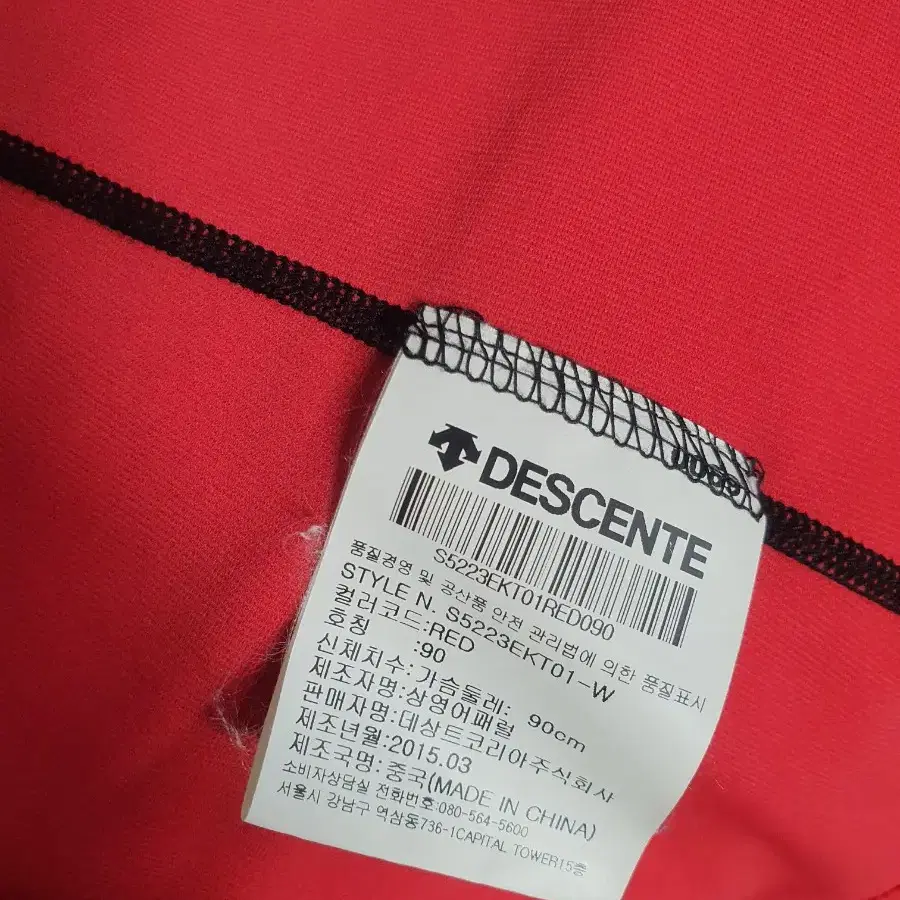 DESCENTE
S5223EKT01RED090
품질경영 및 공산품 안전 관리법에 의한 품질표시
STYLE N. S5223EKT01-W
컬러코드:RED
호칭 :90
신체치수: 가슴둘레: 90cm
제조자명:상영어패럴
판매자명:데상트코리아주식회사
제조년월:2015.03
제조국명: 중국(MADE IN CHINA)
소비자상담실 전화번호:080-564-5600
서울시 강남구 역삼동736-1CAPITAL TOWER15층